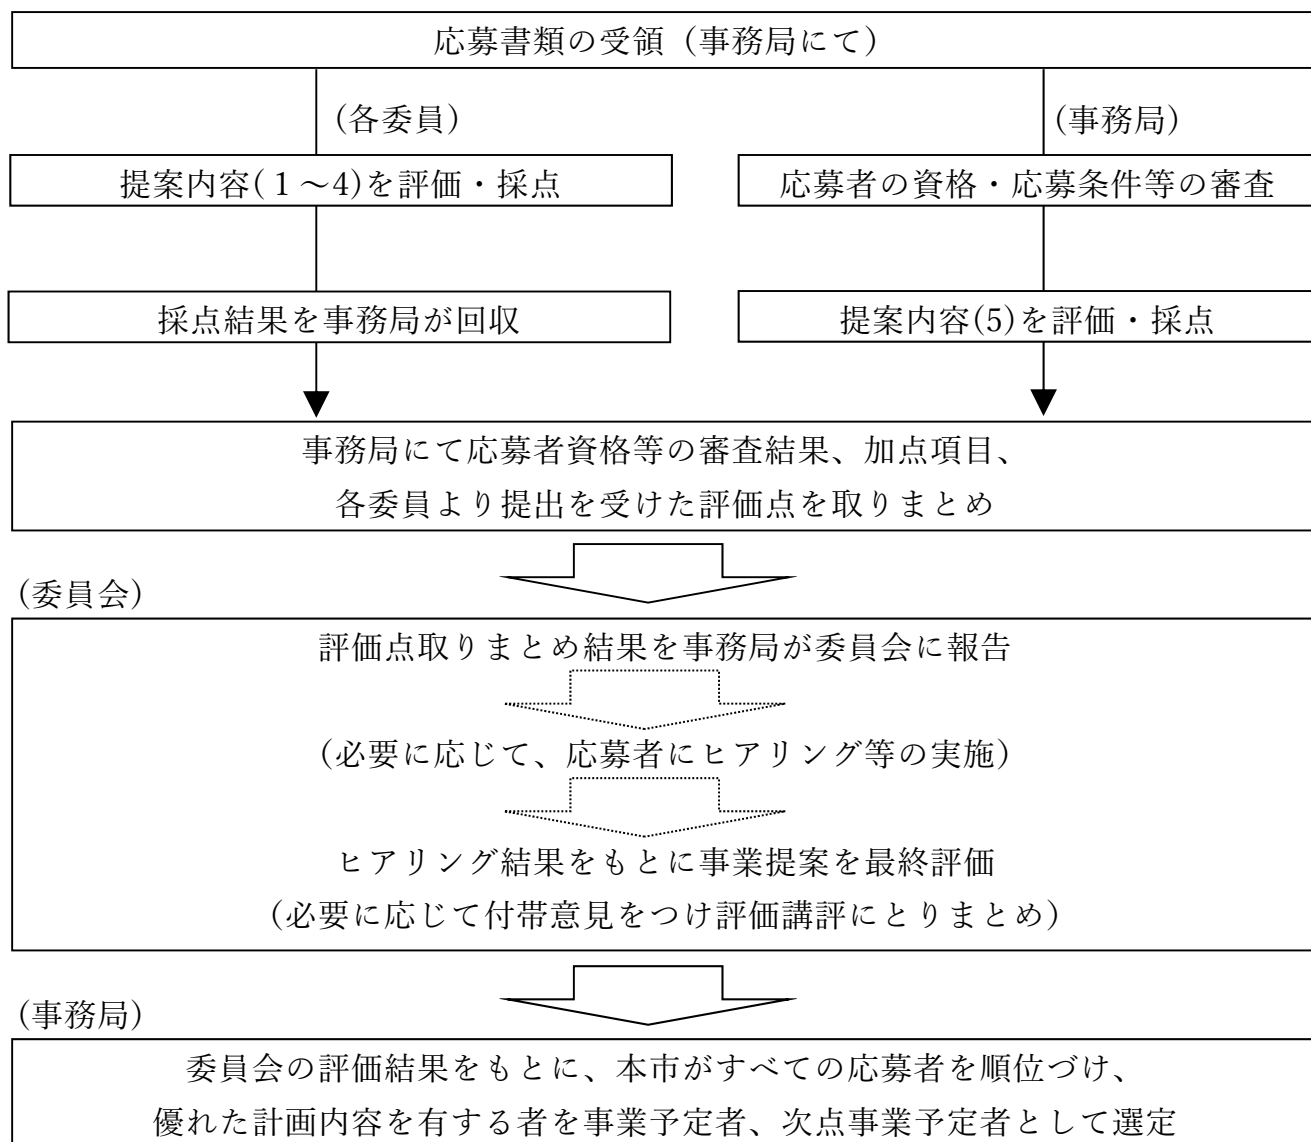 応募書類の受領（事務局にて）
（各委員）
（事務局）
提案内容(１～4)を評価・採点
応募者の資格・応募条件等の審査
採点結果を事務局が回収
提案内容(5)を評価・採点
事務局にて応募者資格等の審査結果、加点項目、
各委員より提出を受けた評価点を取りまとめ
（委員会）
評価点取りまとめ結果を事務局が委員会に報告
（必要に応じて、応募者にヒアリング等の実施）
ヒアリング結果をもとに事業提案を最終評価
（必要に応じて付帯意見をつけ評価講評にとりまとめ）
（事務局）
委員会の評価結果をもとに、本市がすべての応募者を順位づけ、
優れた計画内容を有する者を事業予定者、次点事業予定者として選定